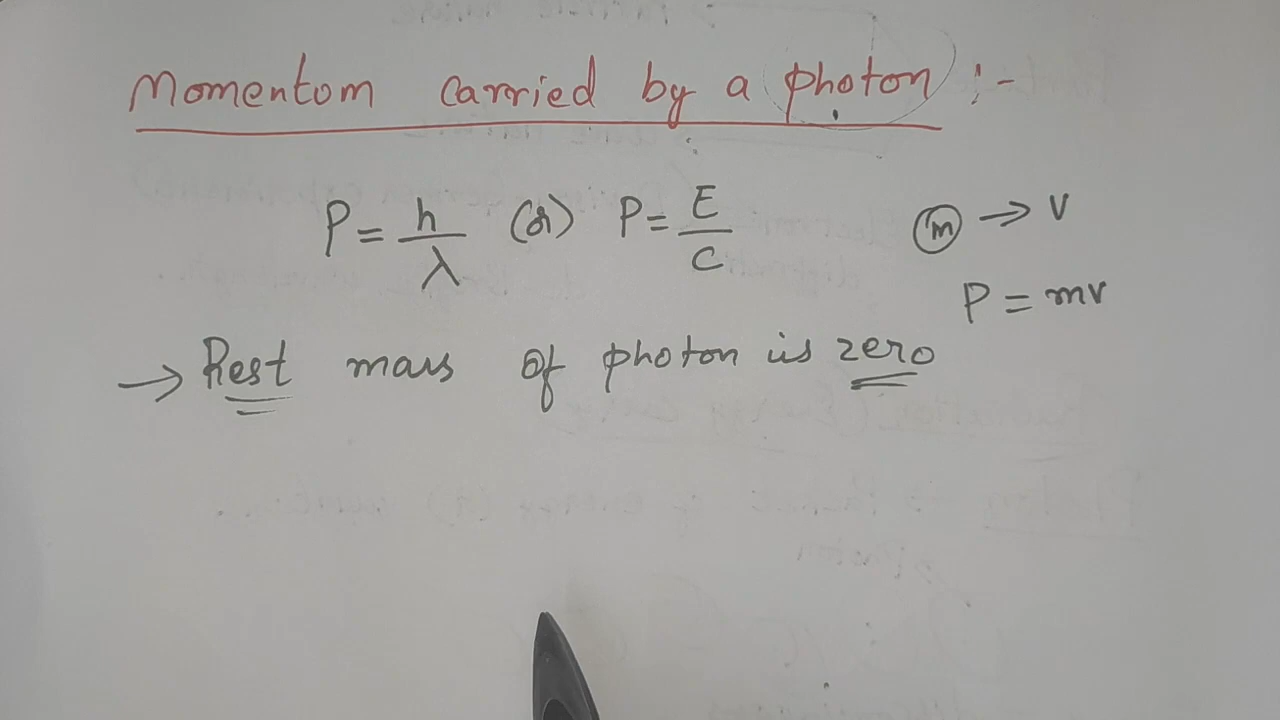 Momentom carried by a photon :-
P = h/λ (or) P = E/C
m → v
P = mv
→ Rest mass of photon is zero